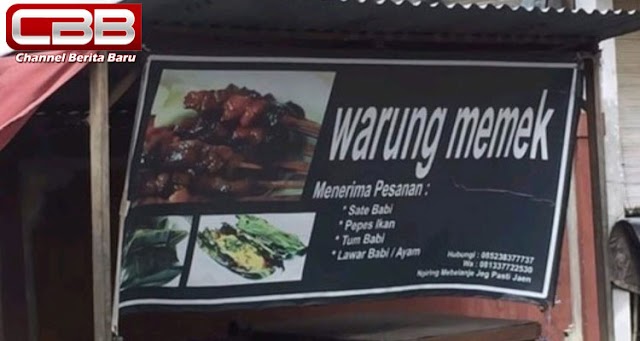 CBB
Channel Berita Baru
warung memek
Menerima Pesanan :
* Sate Babi
* Pepes Ikan
* Tum Babi
* Lawar Babi / Ayam
Hubungi : 085238377737
Wa : 081337722530
Ngiring Mebelanje Jeg Pasti Jaen